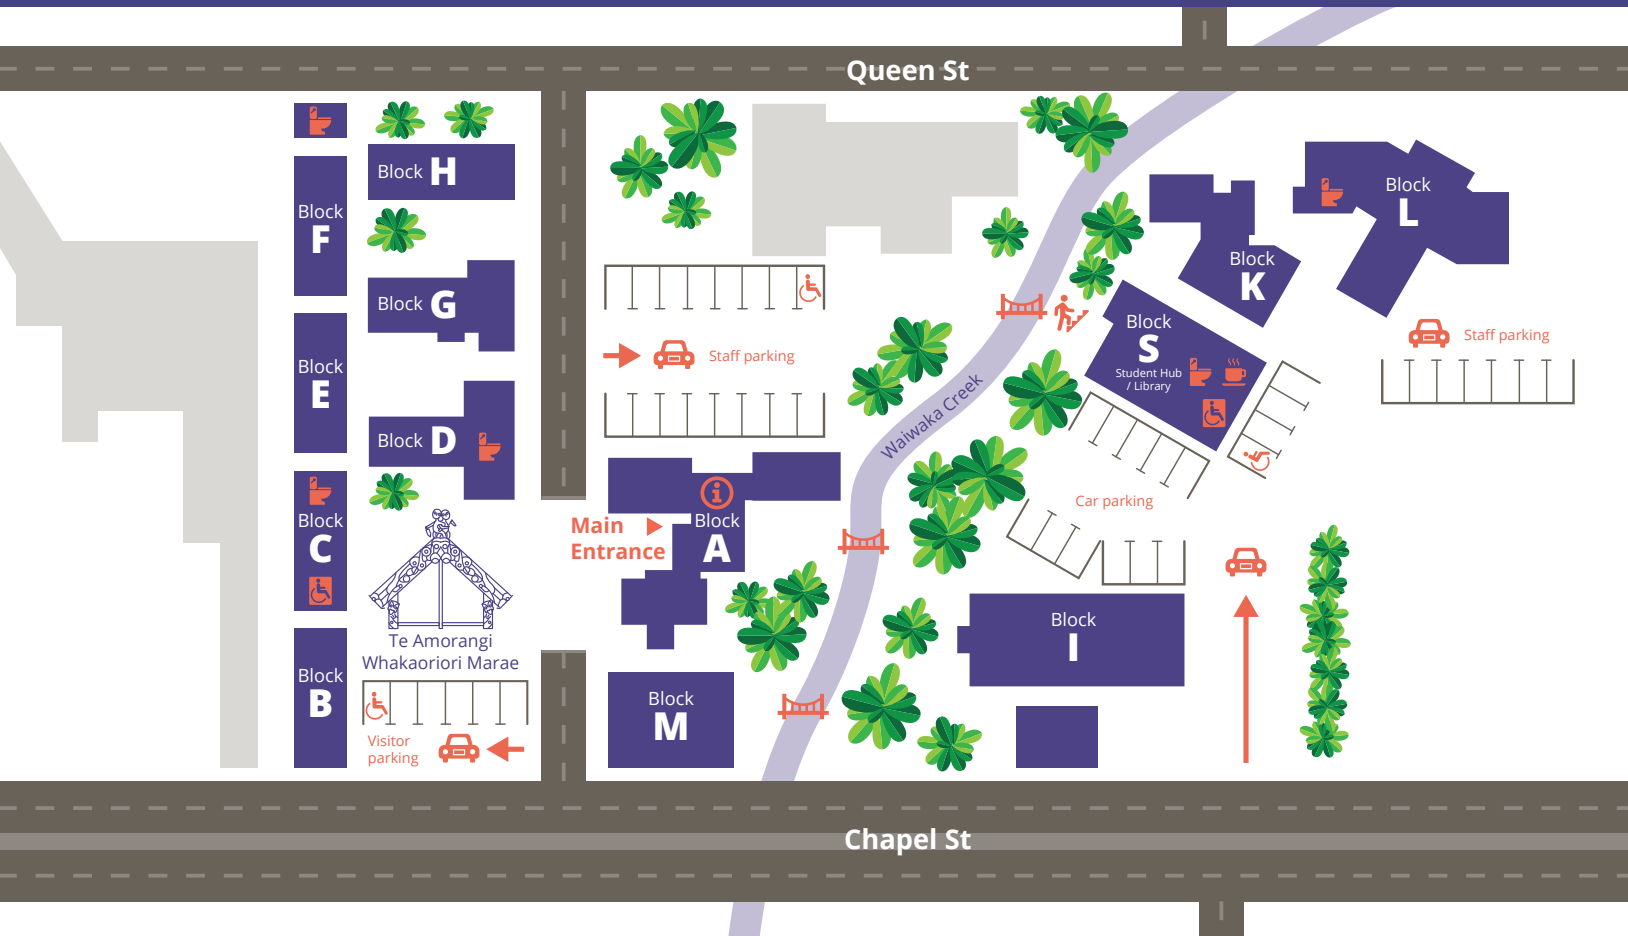 Queen St
Block H
Block
F
Block G
Block
E
Block D
Block
C
Te Amorangi
Whakaoriori Marae
Block
B
Visitor
parking
Staff parking
Main
Entrance
Block
A
Block
M
Waiwaka Creek
Block
L
Block
K
Block
S
Student Hub
/ Library
Staff parking
Car parking
Block
I
Chapel St